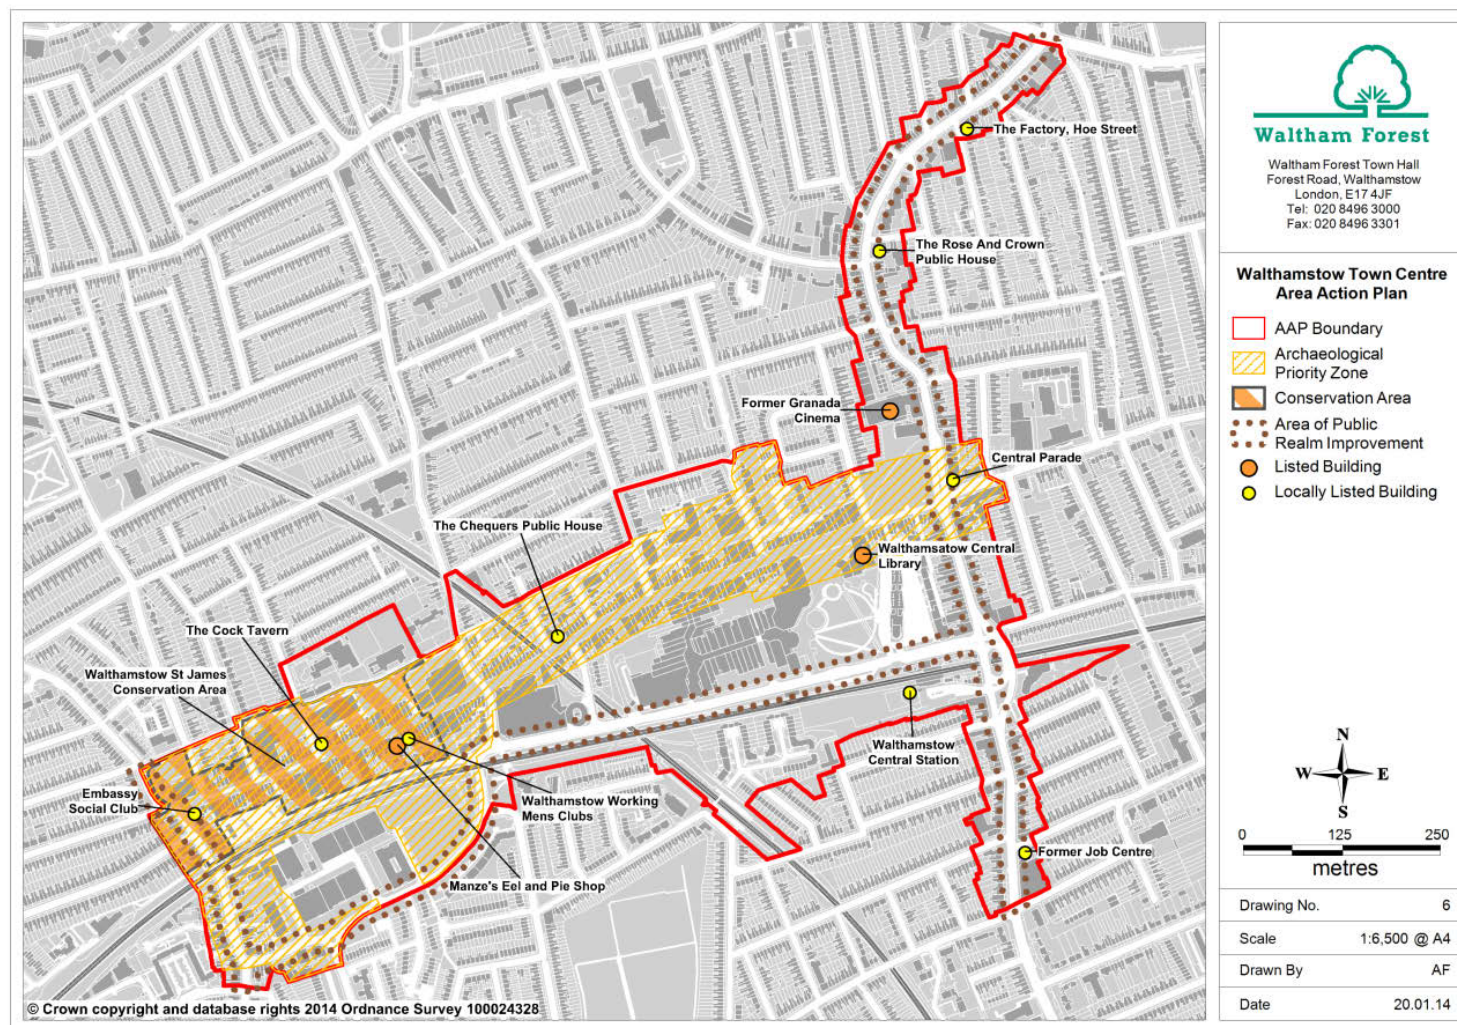 The Factory, Hoe Street
The Rose And Crown
Public House
Former Granada
Cinema
Central Parade
The Chequers Public House
Walthamsatow Central
Library
The Cock Tavern
Walthamstow St James
Conservation Area
Walthamstow
Central Station
Embassy
Social Club
Walthamstow Working
Mens Clubs
Former Job Centre
Manze's Eel and Pie Shop
© Crown copyright and database rights 2014 Ordnance Survey 100024328
Waltham Forest
Waltham Forest Town Hall
Forest Road, Walthamstow
London, E17 4JF
Tel: 020 8496 3000
Fax: 020 8496 3301
Walthamstow Town Centre
Area Action Plan
AAP Boundary
Archaeological
Priority Zone
Conservation Area
Area of Public
Realm Improvement
Listed Building
Locally Listed Building
N
W E
S
0 125 250
metres
Drawing No. 6
Scale 1:6,500 @ A4
Drawn By AF
Date 20.01.14